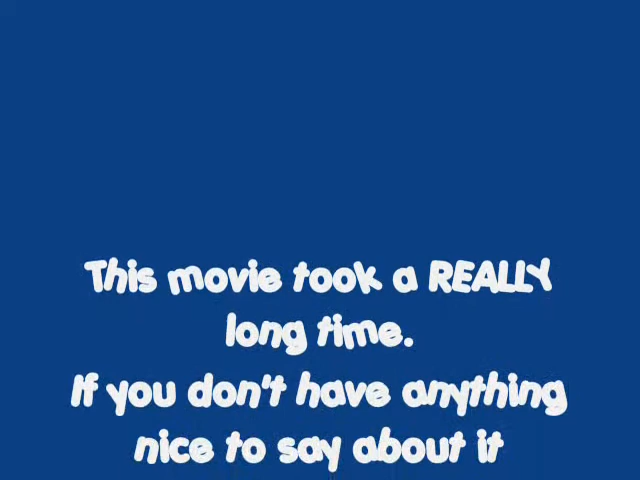 This movie took a REALLY
long time.
If you don't have anything
nice to say about it